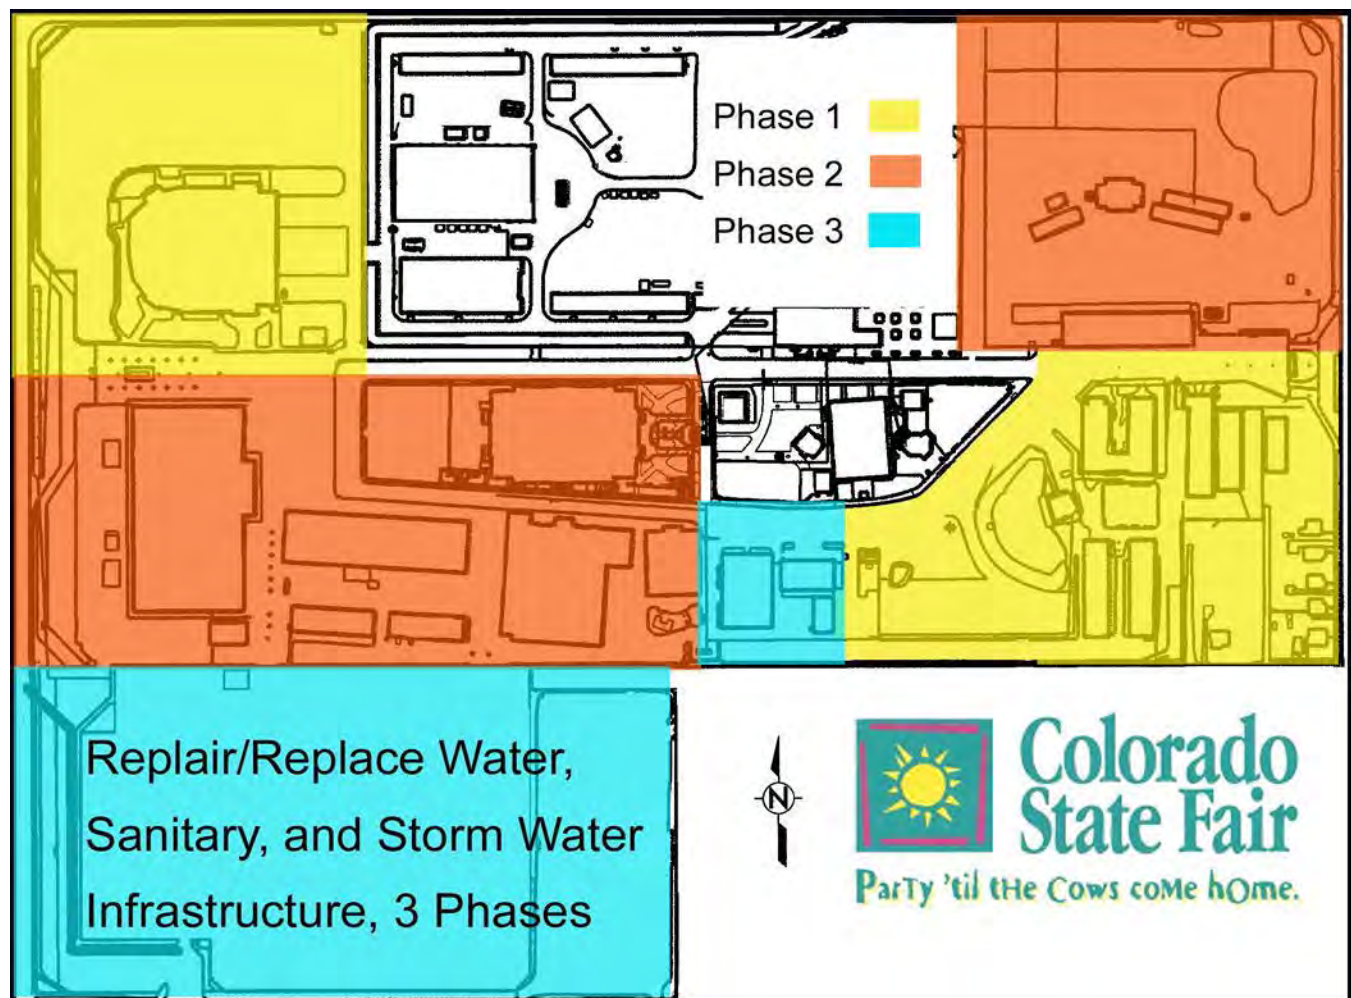 Phase 1
Phase 2
Phase 3
Replair/Replace Water,
Sanitary, and Storm Water
Infrastructure, 3 Phases
N
Colorado
State Fair
ParTy 'til tHe Cows coMe hOme.